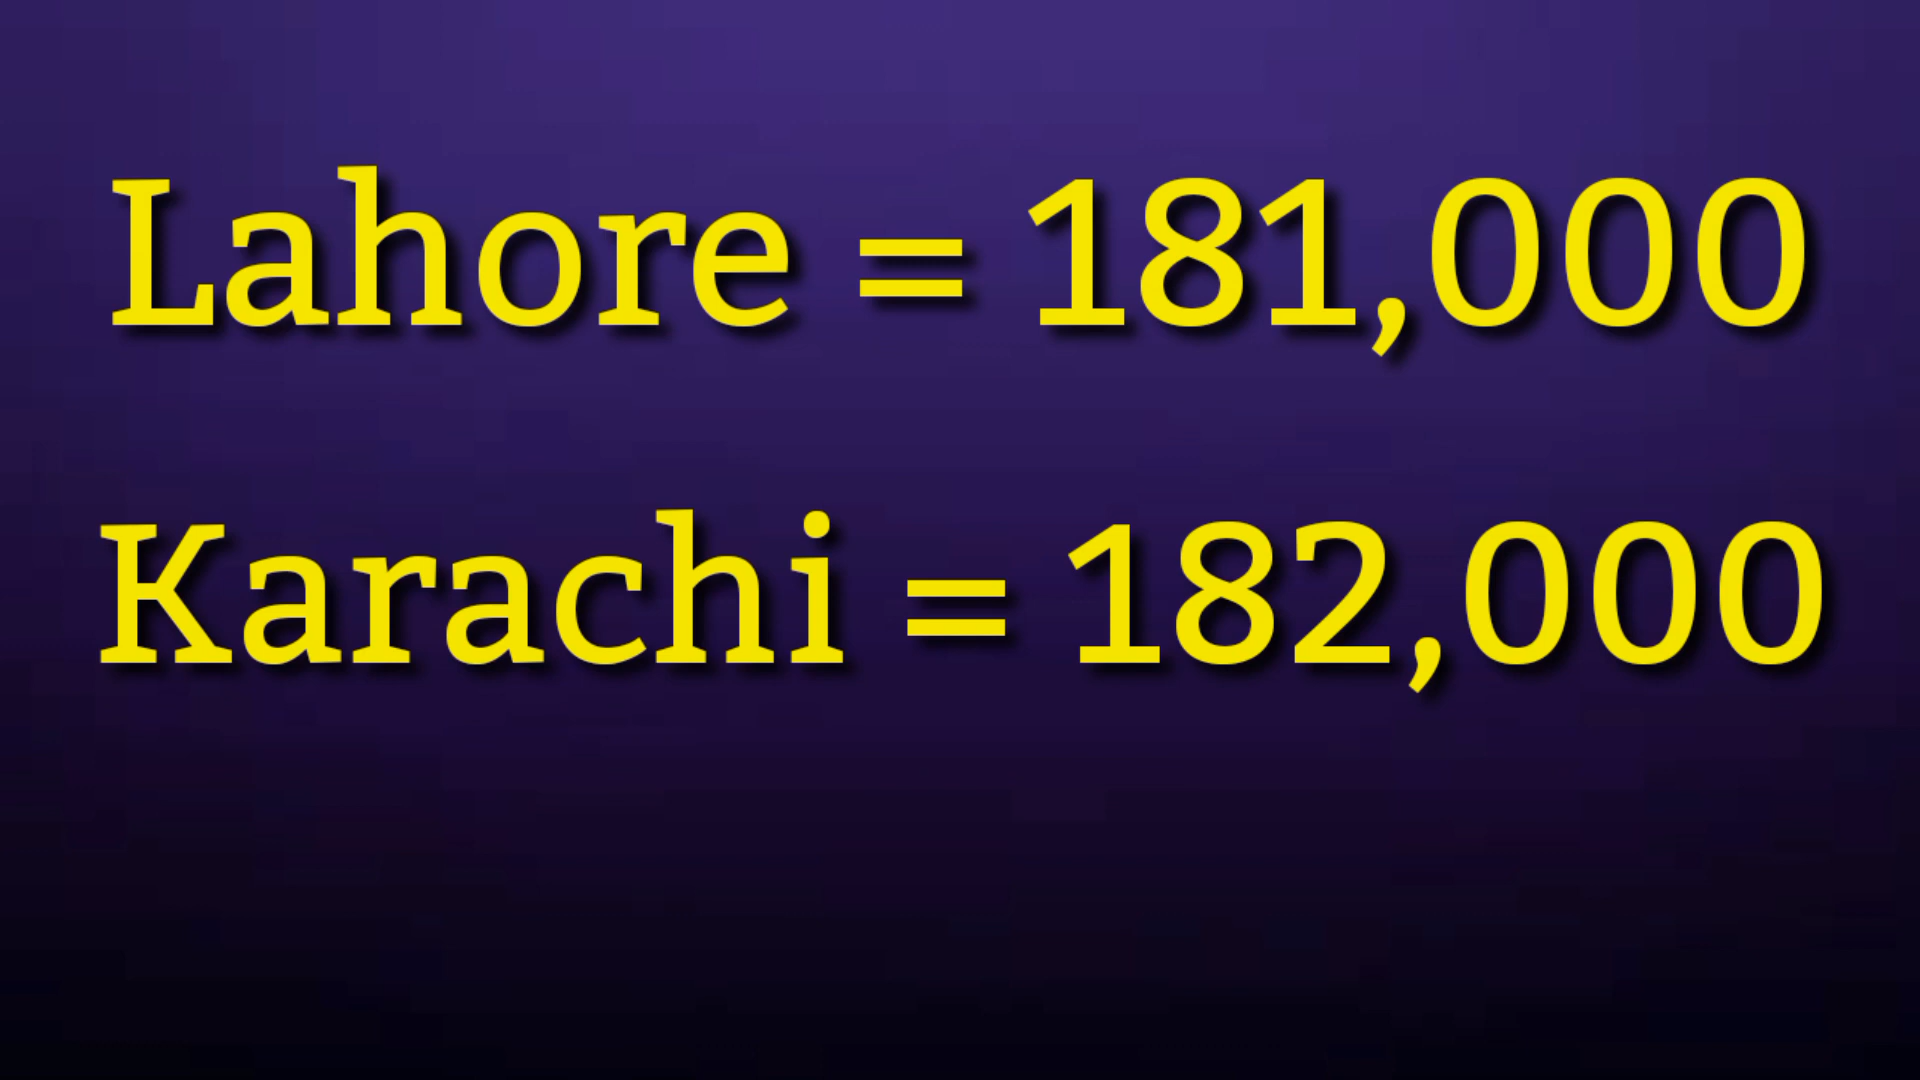 Lahore = 181,000
Karachi = 182,000